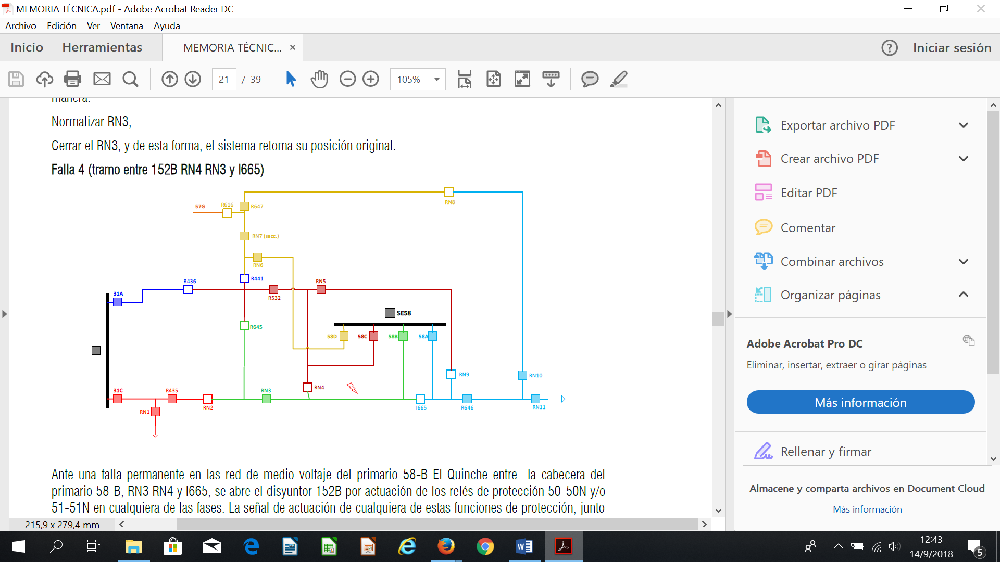 MEMORIA TÉCNICA.pdf - Adobe Acrobat Reader DC
Archivo Edición Ver Ventana Ayuda
Inicio Herramientas MEMORIA TÉCNIC... × ? Iniciar sesión
21 / 39 105%
manera:
Normalizar RN3,
Cerrar el RN3, y de esta forma, el sistema retoma su posición original.
Falla 4 (tramo entre 152B RN4 RN3 y I665)
57G R616 R647 RN8
RN7 (secc.)
RN6
R436 R441 RN5
31A R532
SE58
R645
58D 58C 58B 58A
RN9 RN10
31C R435 RN3 RN4
RN1 RN2 I665 R646 RN11
Ante una falla permanente en las red de medio voltaje del primario 58-B El Quinche entre la cabecera del
primario 58-B, RN3 RN4 y I665, se abre el disyuntor 152B por actuación de los relés de protección 50-50N y/o
51-51N en cualquiera de las fases. La señal de actuación de cualquiera de estas funciones de protección, junto
215,9 x 279,4 mm
Exportar archivo PDF
Crear archivo PDF
Editar PDF
Comentar
Combinar archivos
Organizar páginas
Adobe Acrobat Pro DC
Eliminar, insertar, extraer o girar páginas
Más información
Rellenar y firmar
Almacene y comparta archivos en Document Cloud
Más información
12:43
14/9/2018
5